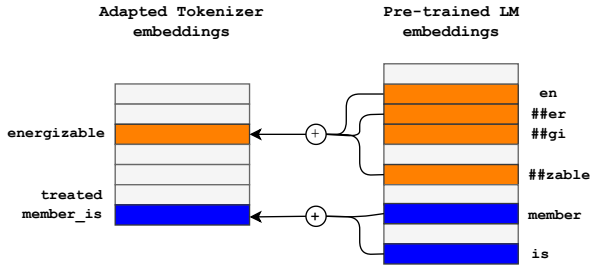 Adapted Tokenizer
embeddings
Pre-trained LM
embeddings
energizable
treated
member_is
+
+
en
##er
##gi
##zable
member
is